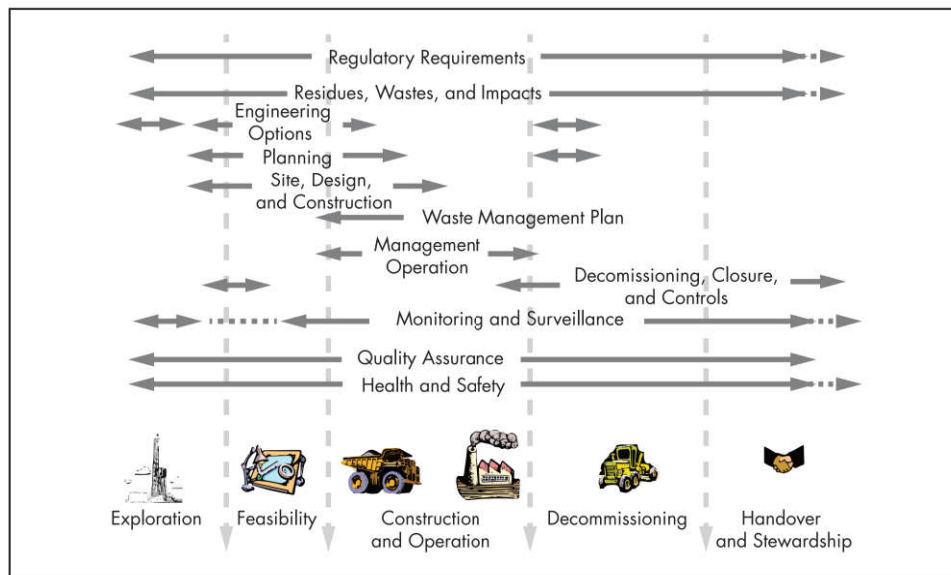 Regulatory Requirements
Residues, Wastes, and Impacts
Engineering
Options
Planning
Site, Design,
and Construction
Waste Management Plan
Management
Operation
Decomissioning, Closure,
and Controls
Monitoring and Surveillance
Quality Assurance
Health and Safety
Exploration
Feasibility
Construction
and Operation
Decommissioning
Handover
and Stewardship